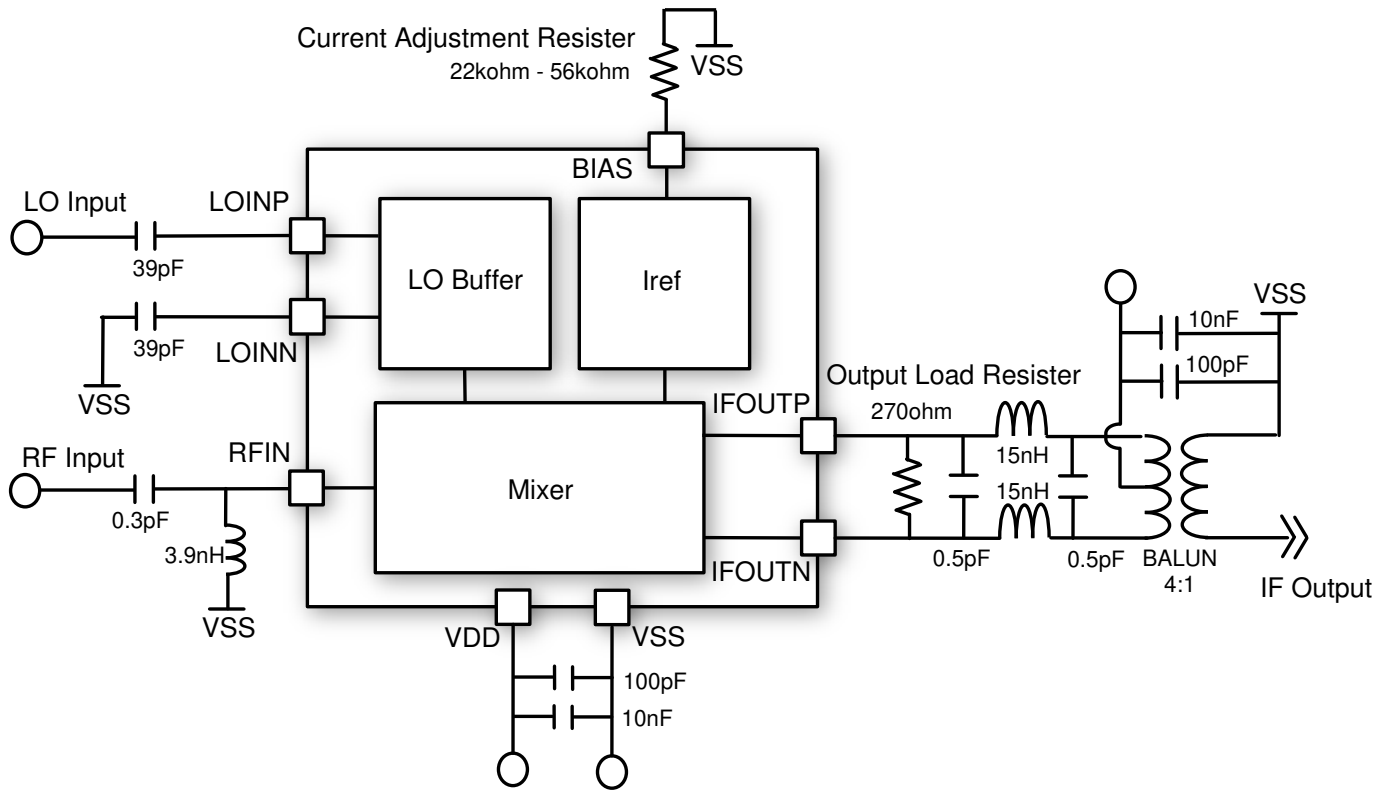 Current Adjustment Resister
22kohm - 56kohm
VSS
BIAS
LO Input
LOINP
39pF
LO Buffer
Iref
LOINN
39pF
VSS
VSS
10nF
100pF
Output Load Resister
270ohm
IFOUTP
15nH
15nH
RF Input
RFIN
0.3pF
Mixer
3.9nH
VSS
IFOUTN
0.5pF
0.5pF
BALUN
4:1
IF Output
VDD
VSS
100pF
10nF